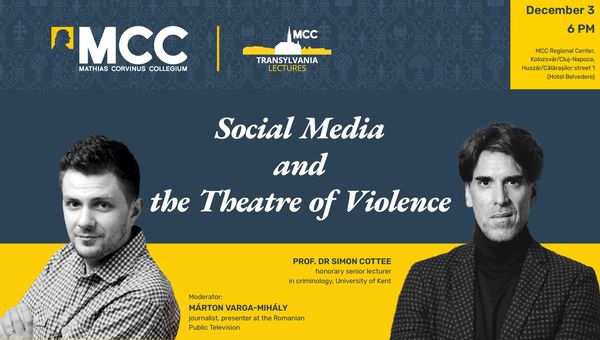 MCC
MATHIAS CORVINUS COLLEGIUM
MCC
TRANSYLVANIA
LECTURES
December 3
6 PM
MCC Regional Center,
Kolozsvár/Cluj-Napoca,
Huszár/Călărașilor street 1
(Hotel Belvedere)
Social Media
and
the Theatre of Violence
PROF. DR SIMON COTTEE
honorary senior lecturer
in criminology, University of Kent
Moderator:
MÁRTON VARGA-MIHÁLY
journalist, presenter at the Romanian
Public Television